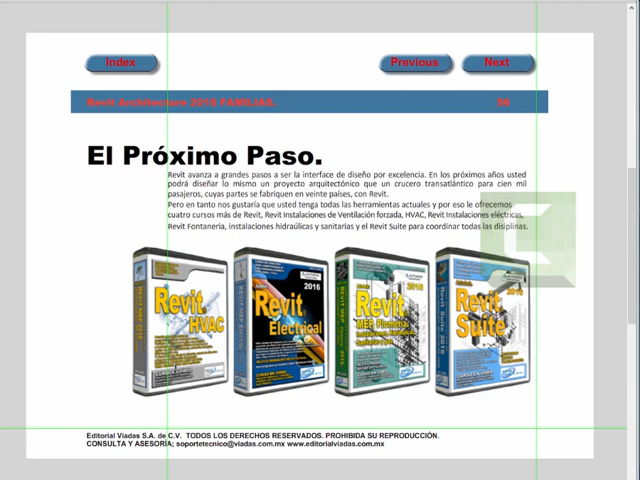 Index Previous Next
Revit Architecture 2016 FAMILIAS. 56
El Próximo Paso.
Revit avanza a grandes pasos a ser la interface de diseño por excelencia. En los próximos años usted
podrá diseñar lo mismo un proyecto arquitectónico que un crucero transatlántico para cien mil
pasajeros, cuyas partes se fabriquen en veinte países, con Revit.
Pero en tanto nos gustaría que usted tenga todas las herramientas actuales y por eso le ofrecemos
cuatro cursos más de Revit, Revit Instalaciones de Ventilación forzada, HVAC, Revit Instalaciones eléctricas,
Revit Fontaneria, instalaciones hidraúlicas y sanitarias y el Revit Suite para coordinar todas las disiplinas.
Revit HVAC
2016
Revit Electrical
2016
Revit
MEP Plomería
Revit Suite
Editorial Viadas S.A. de C.V. TODOS LOS DERECHOS RESERVADOS. PROHIBIDA SU REPRODUCCIÓN.
CONSULTA Y ASESORÍA; soportetecnico@viadas.com.mx www.editorialviadas.com.mx